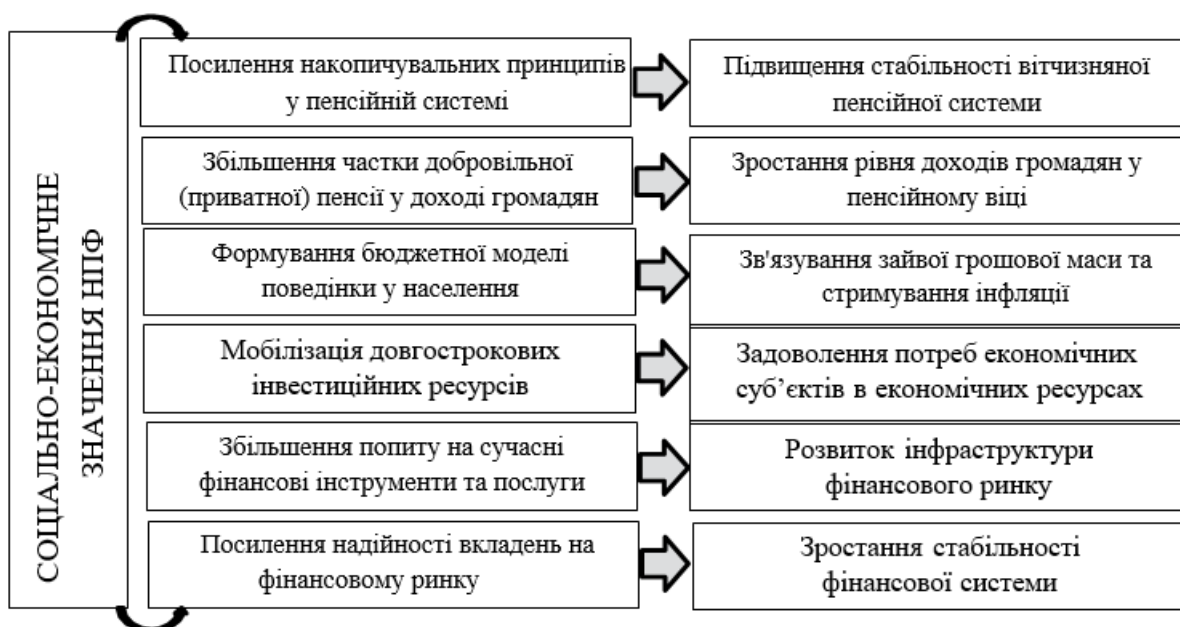 СОЦІАЛЬНО-ЕКОНОМІЧНЕ
ЗНАЧЕННЯ НПФ
Посилення накопичувальних принципів
у пенсійній системі
Підвищення стабільності вітчизняної
пенсійної системи
Збільшення частки добровільної
(приватної) пенсії у доході громадян
Зростання рівня доходів громадян у
пенсійному віці
Формування бюджетної моделі
поведінки у населення
Зв'язування зайвої грошової маси та
стримування інфляції
Мобілізація довгострокових
інвестиційних ресурсів
Задоволення потреб економічних
суб’єктів в економічних ресурсах
Збільшення попиту на сучасні
фінансові інструменти та послуги
Розвиток інфраструктури
фінансового ринку
Посилення надійності вкладень на
фінансовому ринку
Зростання стабільності
фінансової системи